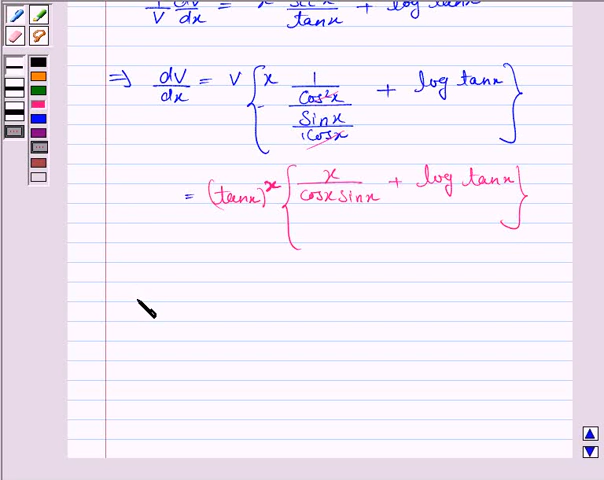 1/V dV/dx = x sec²x/tanx + log tanx
⇒ dV/dx = V { x 1/cos²x / sinx/cosx + log tanx }
= (tanx)^x { x/cosx sinx + log tanx }